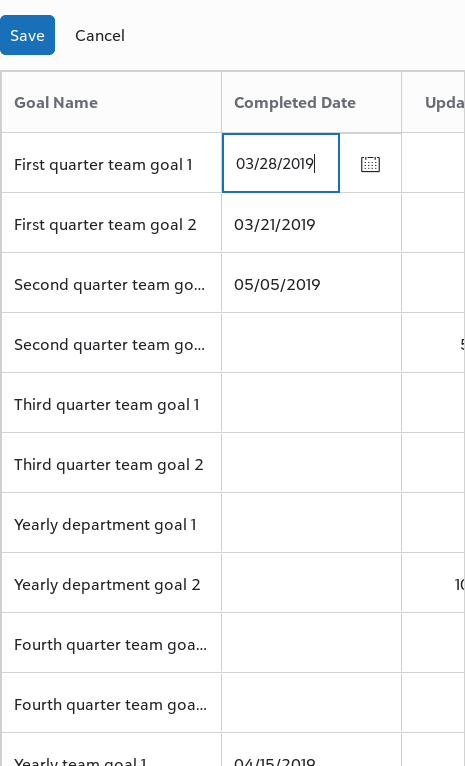 Save Cancel
Goal Name Completed Date
First quarter team goal 1 03/28/2019
First quarter team goal 2 03/21/2019
Second quarter team go... 05/05/2019
Second quarter team go...
Third quarter team goal 1
Third quarter team goal 2
Yearly department goal 1
Yearly department goal 2
Fourth quarter team goa...
Fourth quarter team goa...
Yearly team goal 1 04/15/2019